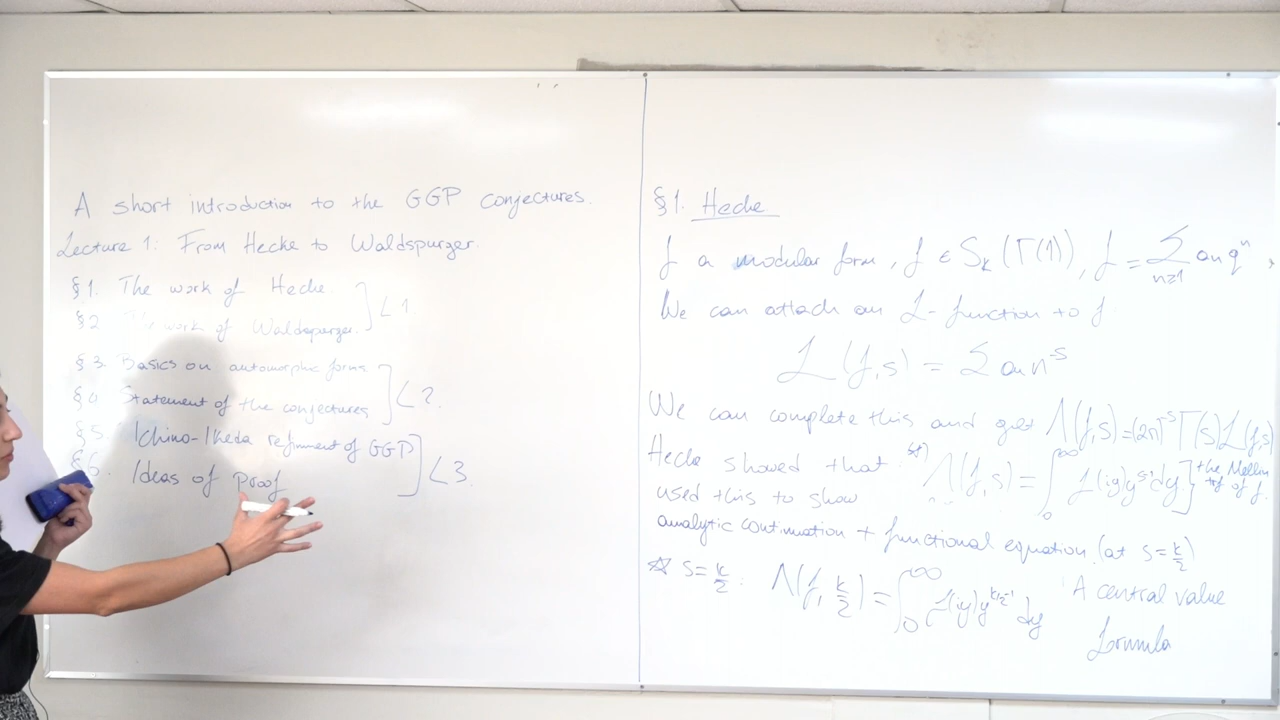 A short introduction to the GGP conjectures.
Lecture 1: From Hecke to Waldspurger.
§1. The work of Hecke.
§2 The work of Waldspurger.
] L1.
§3. Basics on automorphic forms
§4 Statement of the conjectures
] L2.
§5. Ichino-Ikeda refinment of GGP
§6. Ideas of Proof
] L3.
§1. Hecke
f a modular form, f ∈ S_k(Γ(1)), f = Σ_{n≥1} a_n q^n,
We can attach an L-function to f
L(f,s) = Σ a_n n^{-s}
We can complete this and get Λ(f,s)=(2π)^{-s}Γ(s)L(f,s)
Hecke showed that Λ(f,s) = ∫_0^∞ f(iy)y^{s-1}dy ] the Mellin tf of f.
used this to show
analytic continuation + functional equation (at s=k/2)
☆ s=k/2: Λ(f,k/2) = ∫_0^∞ f(iy)y^{k/2-1}dy
A central value
formula